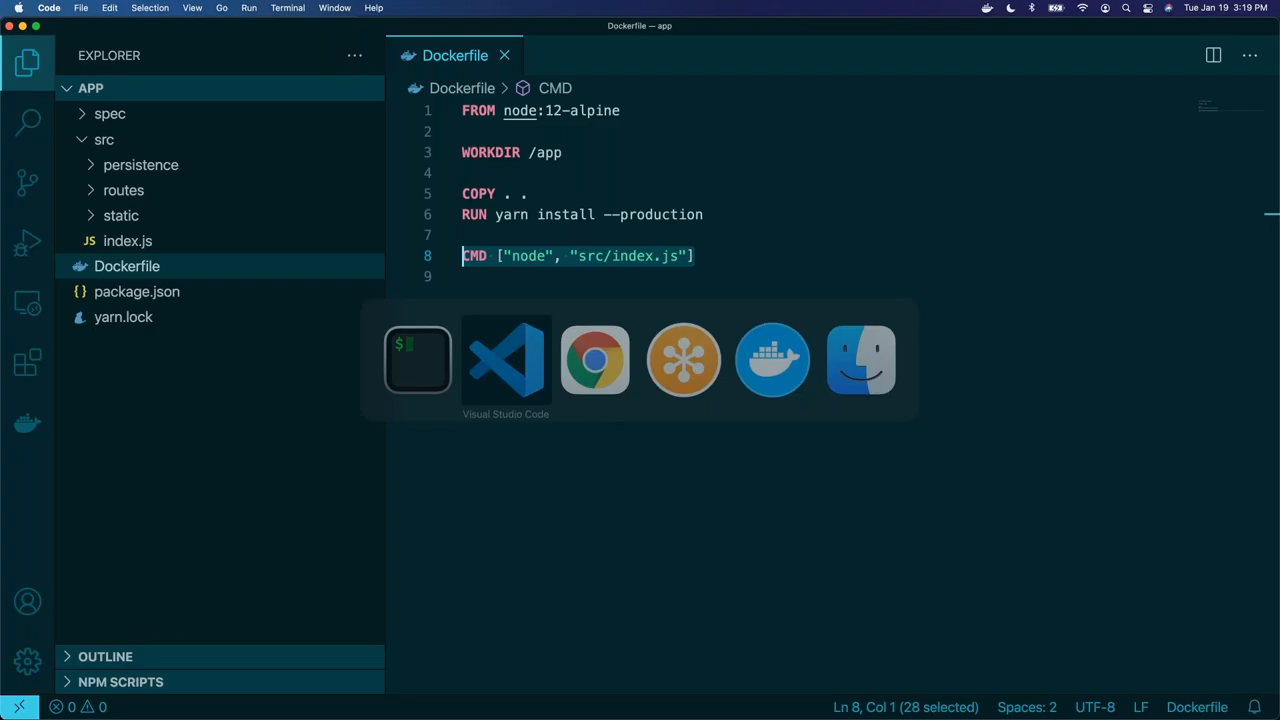 Code File Edit Selection View Go Run Terminal Window Help Tue Jan 19 3:19 PM
Dockerfile — app
EXPLORER
Dockerfile
APP
Dockerfile CMD
spec
src
persistence
routes
static
JS index.js
Dockerfile
{} package.json
yarn.lock
1 FROM node:12-alpine
2
3 WORKDIR /app
4
5 COPY . .
6 RUN yarn install --production
7
8 CMD ["node", "src/index.js"]
9
$
Visual Studio Code
OUTLINE
NPM SCRIPTS
0 0 Ln 8, Col 1 (28 selected) Spaces: 2 UTF-8 LF Dockerfile